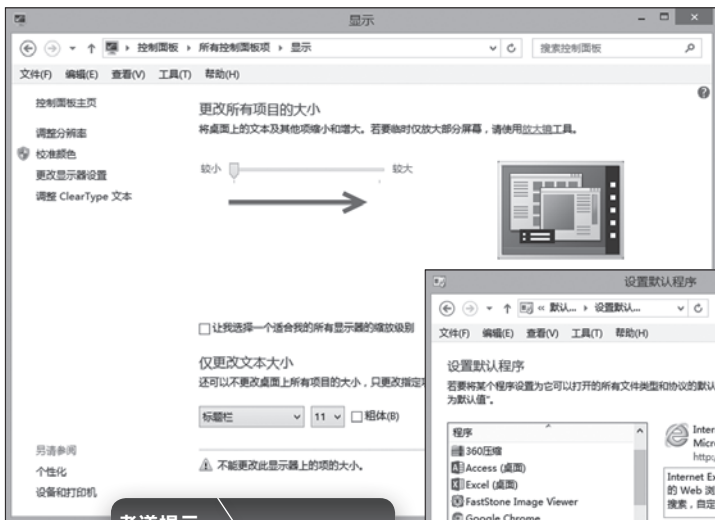 显示
控制面板 ▸ 所有控制面板项 ▸ 显示
搜索控制面板
文件(F) 编辑(E) 查看(V) 工具(T) 帮助(H)
控制面板主页
调整分辨率
校准颜色
更改显示器设置
调整 ClearType 文本
更改所有项目的大小
将桌面上的文本及其他项缩小和增大。若要临时仅放大部分屏幕，请使用放大镜工具。
较小
较大
让我选择一个适合我的所有显示器的缩放级别
仅更改文本大小
还可以不更改桌面上所有项目的大小，只更改指定
标题栏 11 粗体(B)
不能更改此显示器上的项的大小。
另请参阅
个性化
设备和打印机
设置默认程序
« 默认... ▸ 设置默认...
文件(F) 编辑(E) 查看(V) 工具(T) 帮助(H)
设置默认程序
若要将某个程序设置为它可以打开的所有文件类型和协议的默认
为默认值”。
程序
360压缩
Access (桌面)
Excel (桌面)
FastStone Image Viewer
Google Chrome
Inter
Micr
http:
Internet Ex
的 Web 浏
搜索，自定